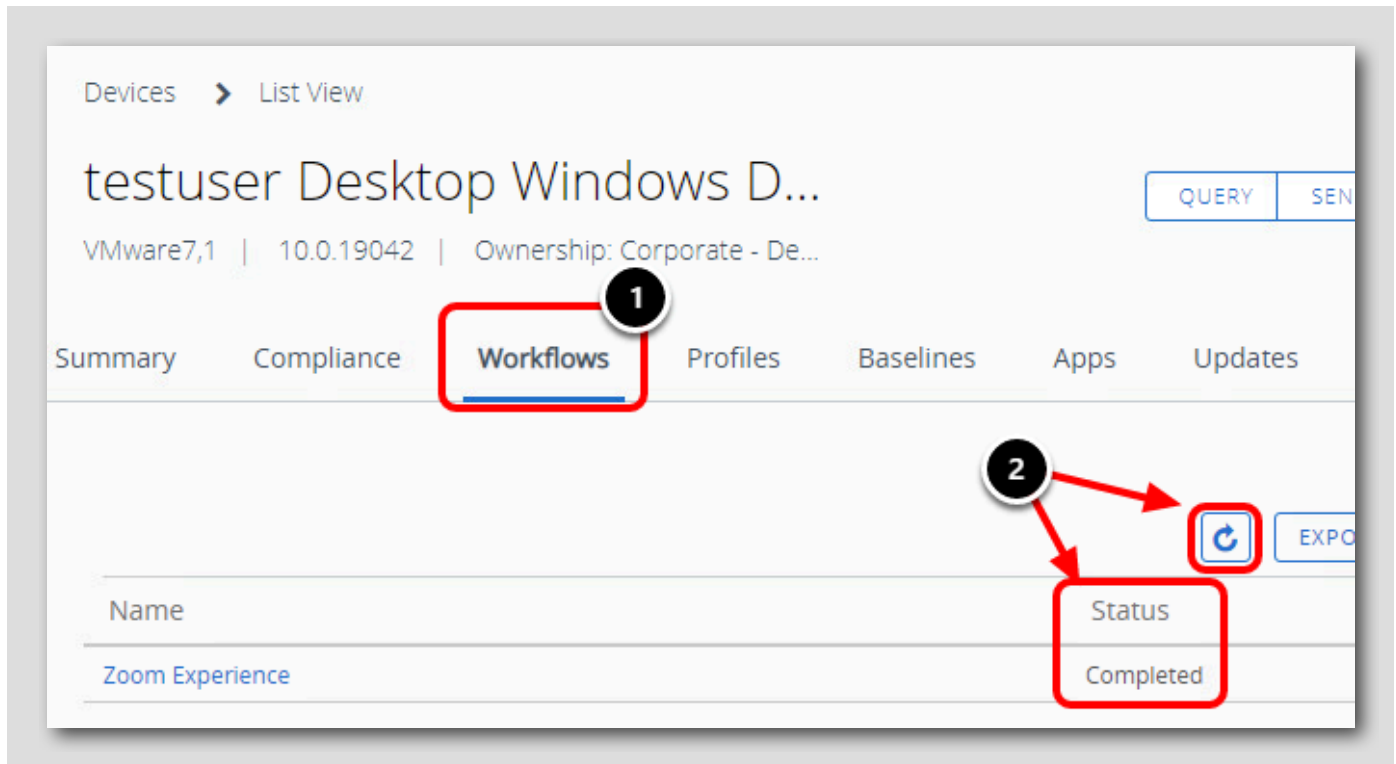 Devices > List View
testuser Desktop Windows D...
QUERY SEN
VMware7,1 | 10.0.19042 | Ownership: Corporate - De...
1
Summary Compliance Workflows Profiles Baselines Apps Updates
2
EXPO
Name Status
Zoom Experience Completed